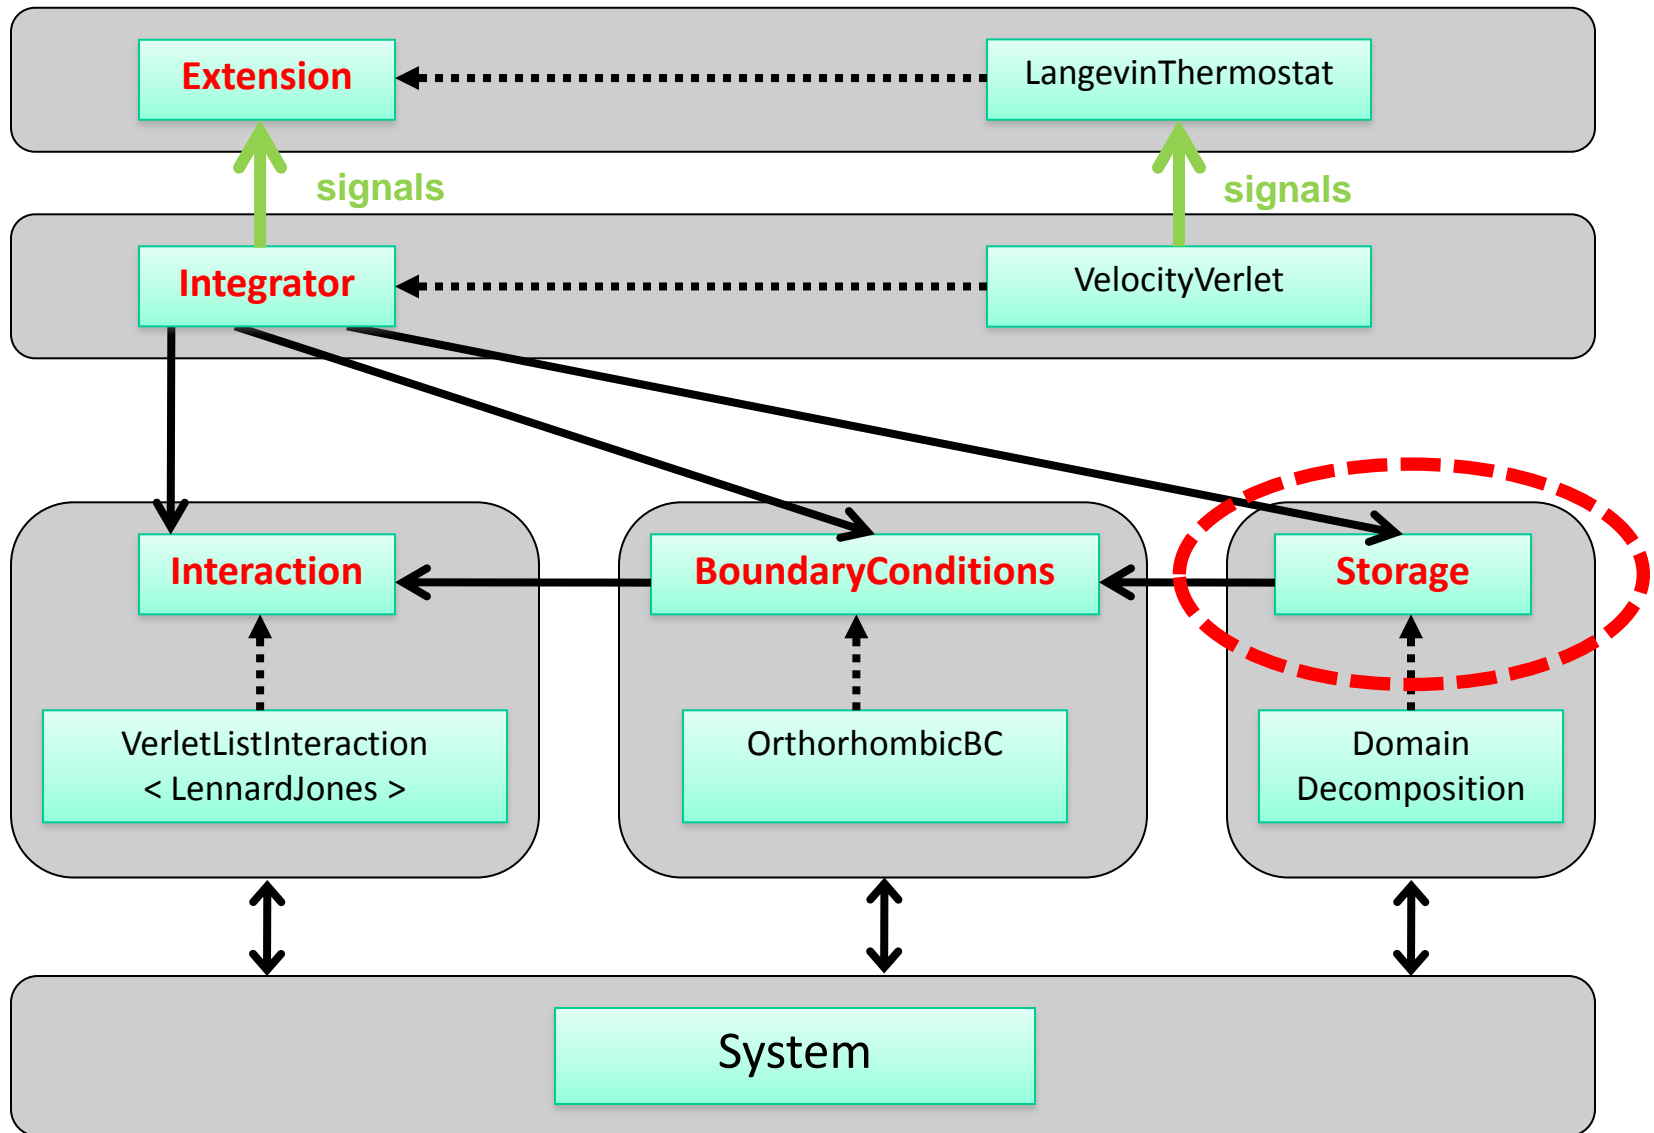 Extension
LangevinThermostat
signals
signals
Integrator
VelocityVerlet
Interaction
BoundaryConditions
Storage
VerletListInteraction
< LennardJones >
OrthorhombicBC
Domain
Decomposition
System